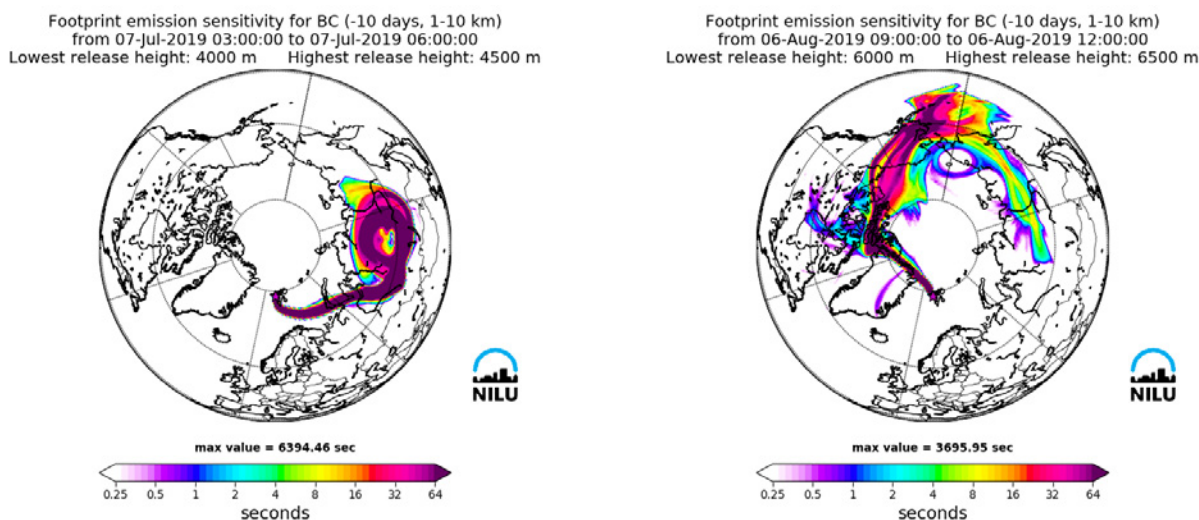 Footprint emission sensitivity for BC (-10 days, 1-10 km)
from 07-Jul-2019 03:00:00 to 07-Jul-2019 06:00:00
Lowest release height: 4000 m Highest release height: 4500 m
NILU
max value = 6394.46 sec
0.25 0.5 1 2 4 8 16 32 64
seconds
Footprint emission sensitivity for BC (-10 days, 1-10 km)
from 06-Aug-2019 09:00:00 to 06-Aug-2019 12:00:00
Lowest release height: 6000 m Highest release height: 6500 m
NILU
max value = 3695.95 sec
0.25 0.5 1 2 4 8 16 32 64
seconds